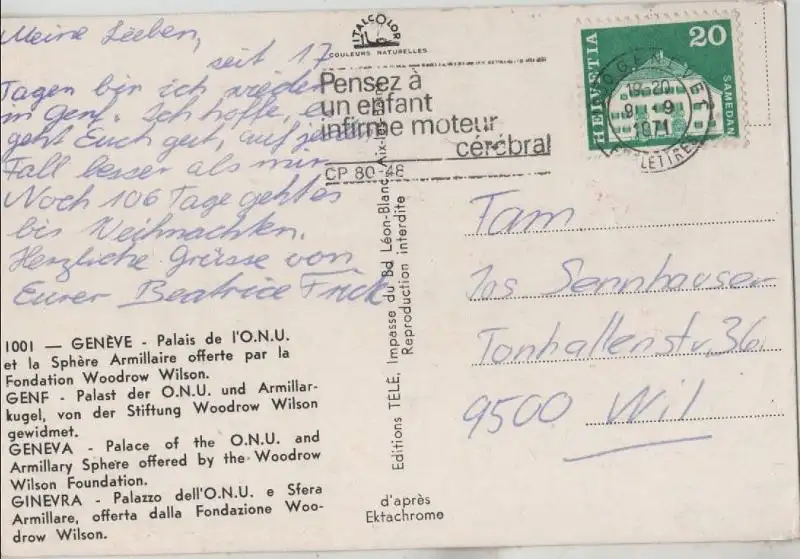 Meine Lieben,
seit 17
Tagen bin ich wieder
in Genf. Ich hoffe, es
geht Euch gut, auf jeden
Fall besser als mir.
Noch 106 Tage geht es
bis Weihnachten.
Herzliche Grüsse von
Eurer Beatrice Frick
1001 — GENÈVE - Palais de l'O.N.U.
et la Sphère Armillaire offerte par la
Fondation Woodrow Wilson.
GENF - Palast der O.N.U. und Armillar-
kugel, von der Stiftung Woodrow Wilson
gewidmet.
GENEVA - Palace of the O.N.U. and
Armillary Sphere offered by the Woodrow
Wilson Foundation.
GINEVRA - Palazzo dell'O.N.U. e Sfera
Armillare, offerta dalla Fondazione Woo-
drow Wilson.
ITALCOLOR
COULEURS NATURELLES
Pensez à
un enfant
infirme moteur
cérébral
CP 80-48
Editions TELE, Impasse du Bd Léon-Blanc, Aix-les-
Reproduction interdite
d'après
Ektachrome
HELVETIA
20
SAMEDAN
18-20
9-9
1971
LETTRE
Fam
Jos Sennhauser
Tonhallenstr. 36
9500 Wil